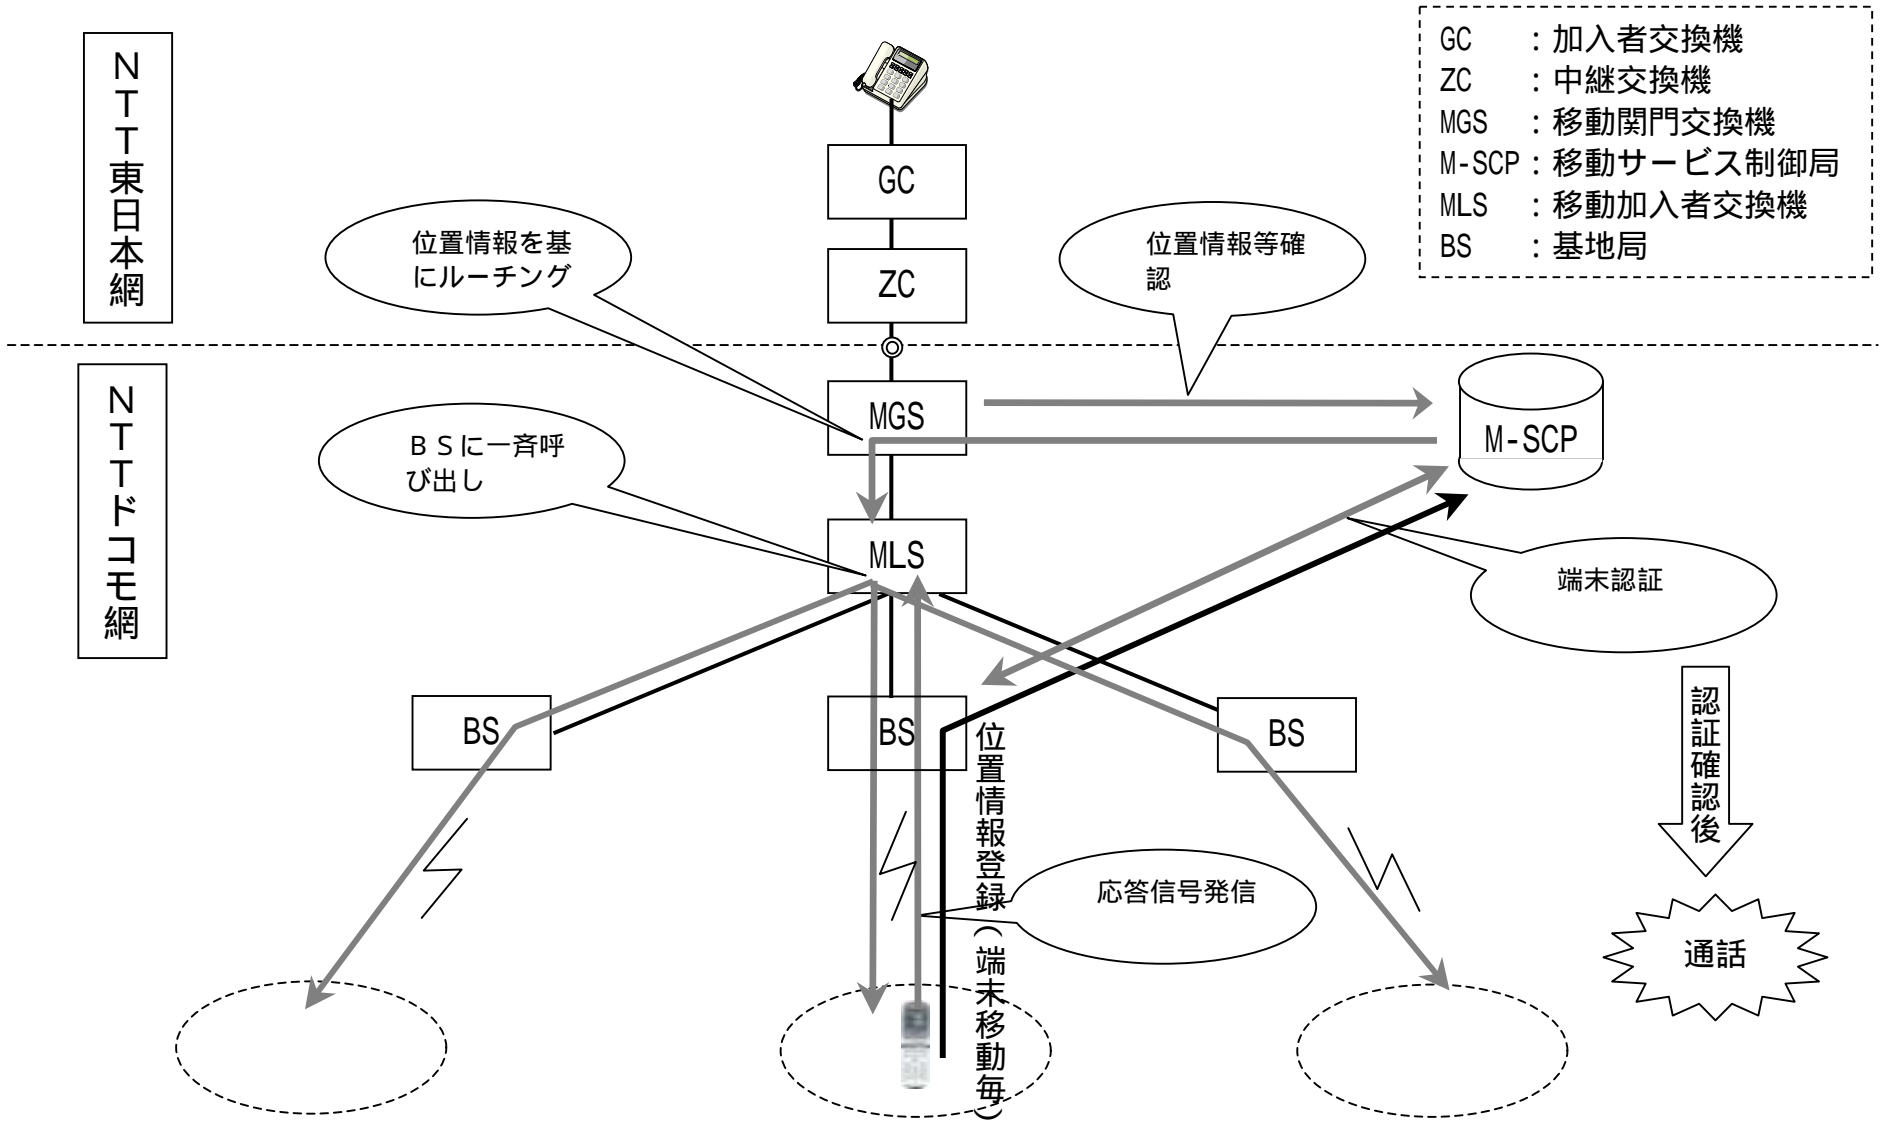 NTT東日本網
GC
ZC
位置情報を基
にルーチング
位置情報等確
認
GC :加入者交換機
ZC :中継交換機
MGS :移動関門交換機
M-SCP:移動サービス制御局
MLS :移動加入者交換機
BS :基地局
NTTドコモ網
MGS
M-SCP
BSに一斉呼
び出し
MLS
端末認証
BS
BS
BS
位置情報登録(端末移動毎)
応答信号発信
認証確認後
通話